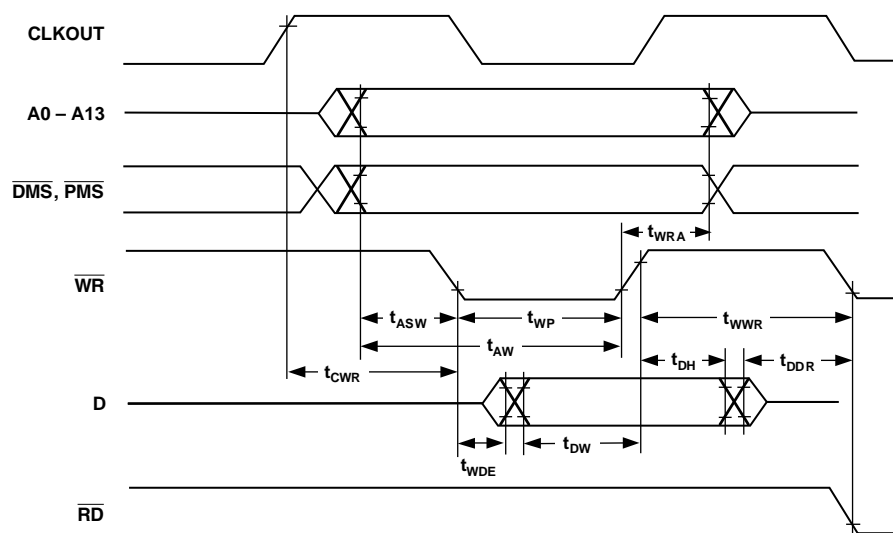 CLKOUT
A0 – A13
DMS, PMS
tWRA
WR
tASW
tWP
tWWR
tAW
tDH
tDDR
tCWR
D
tWDE
tDW
RD